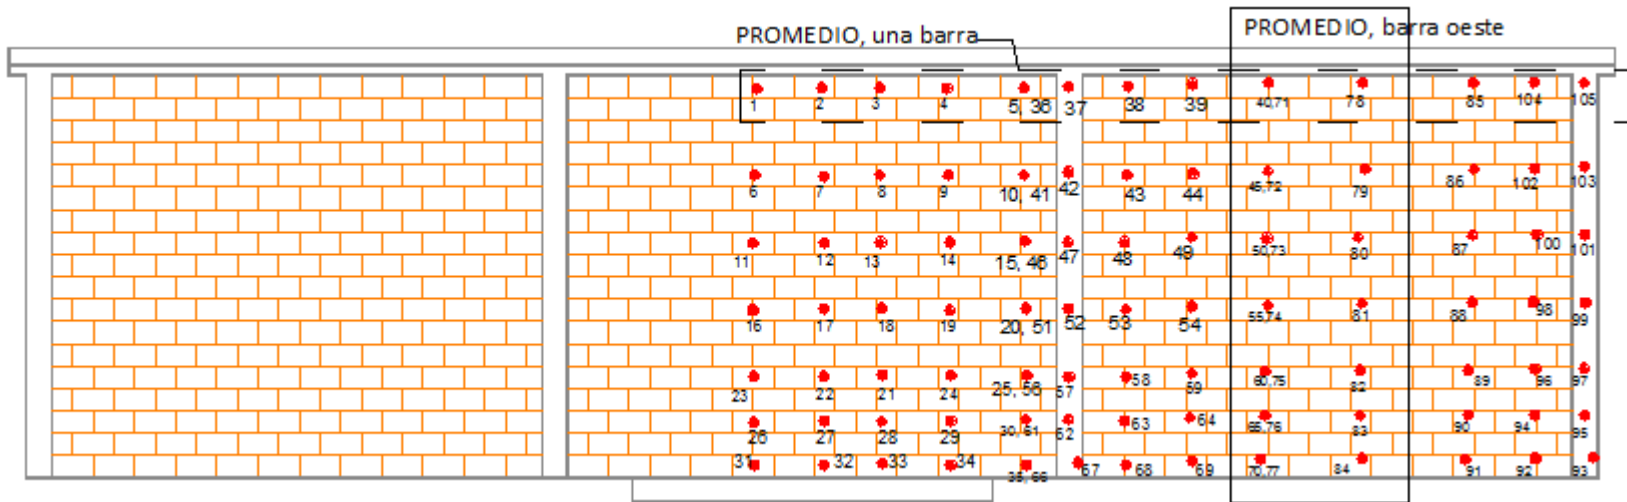 PROMEDIO, una barra
PROMEDIO, barra oeste
1 2 3 4 5, 36 37 38 39 40,71 78 85 104 105
6 7 8 9 10, 41 42 43 44 45,72 79 86 102 103
11 12 13 14 15, 46 47 48 49 50,73 80 87 100 101
16 17 18 19 20, 51 52 53 54 55,74 81 88 98 99
23 22 21 24 25, 56 57 58 59 60,75 82 89 96 97
26 27 28 29 30, 61 62 63 64 65,76 83 90 94 95
31 32 33 34 35, 66 67 68 69 70,77 84 91 92 93